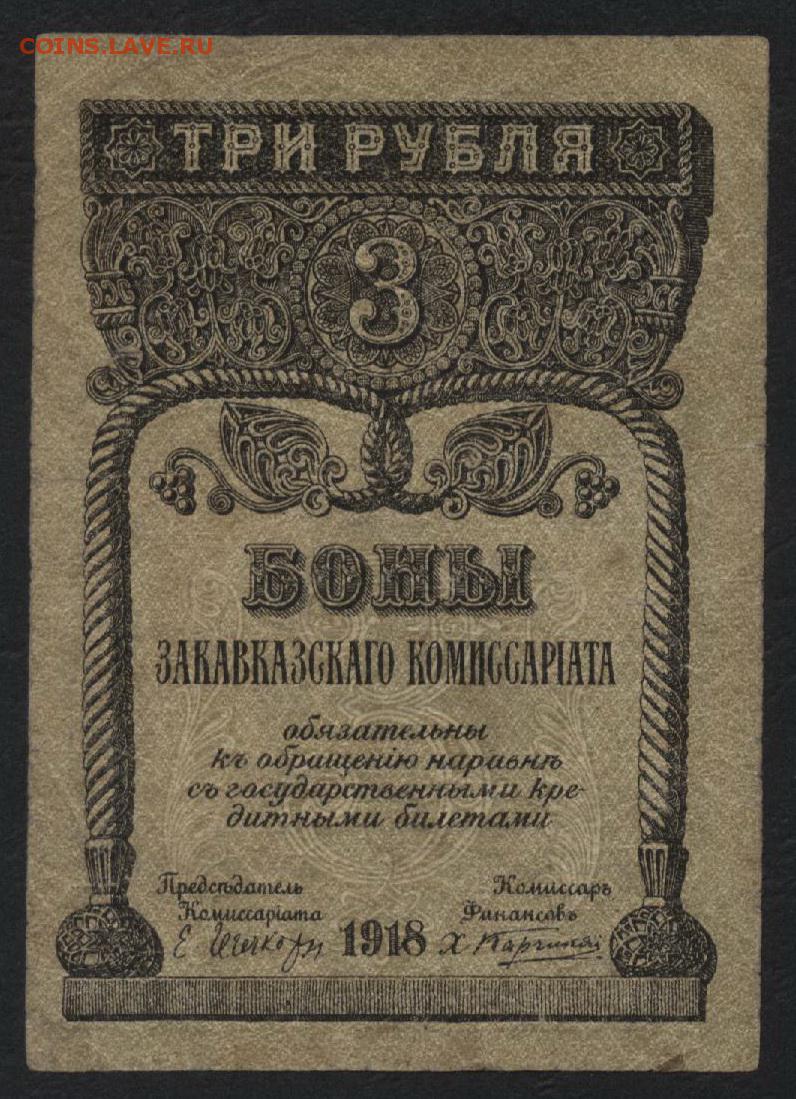 COINS.LAVE.RU
ТРИ РУБЛЯ
3
БОНЫ
ЗАКАВКАЗСКАГО КОМИССАРІАТА
обязательны
къ обращенію наравнѣ
съ государственными кре-
дитными билетами
Предсѣдатель Комиссаръ
Комиссаріата Финансовъ
Е 1918 Х